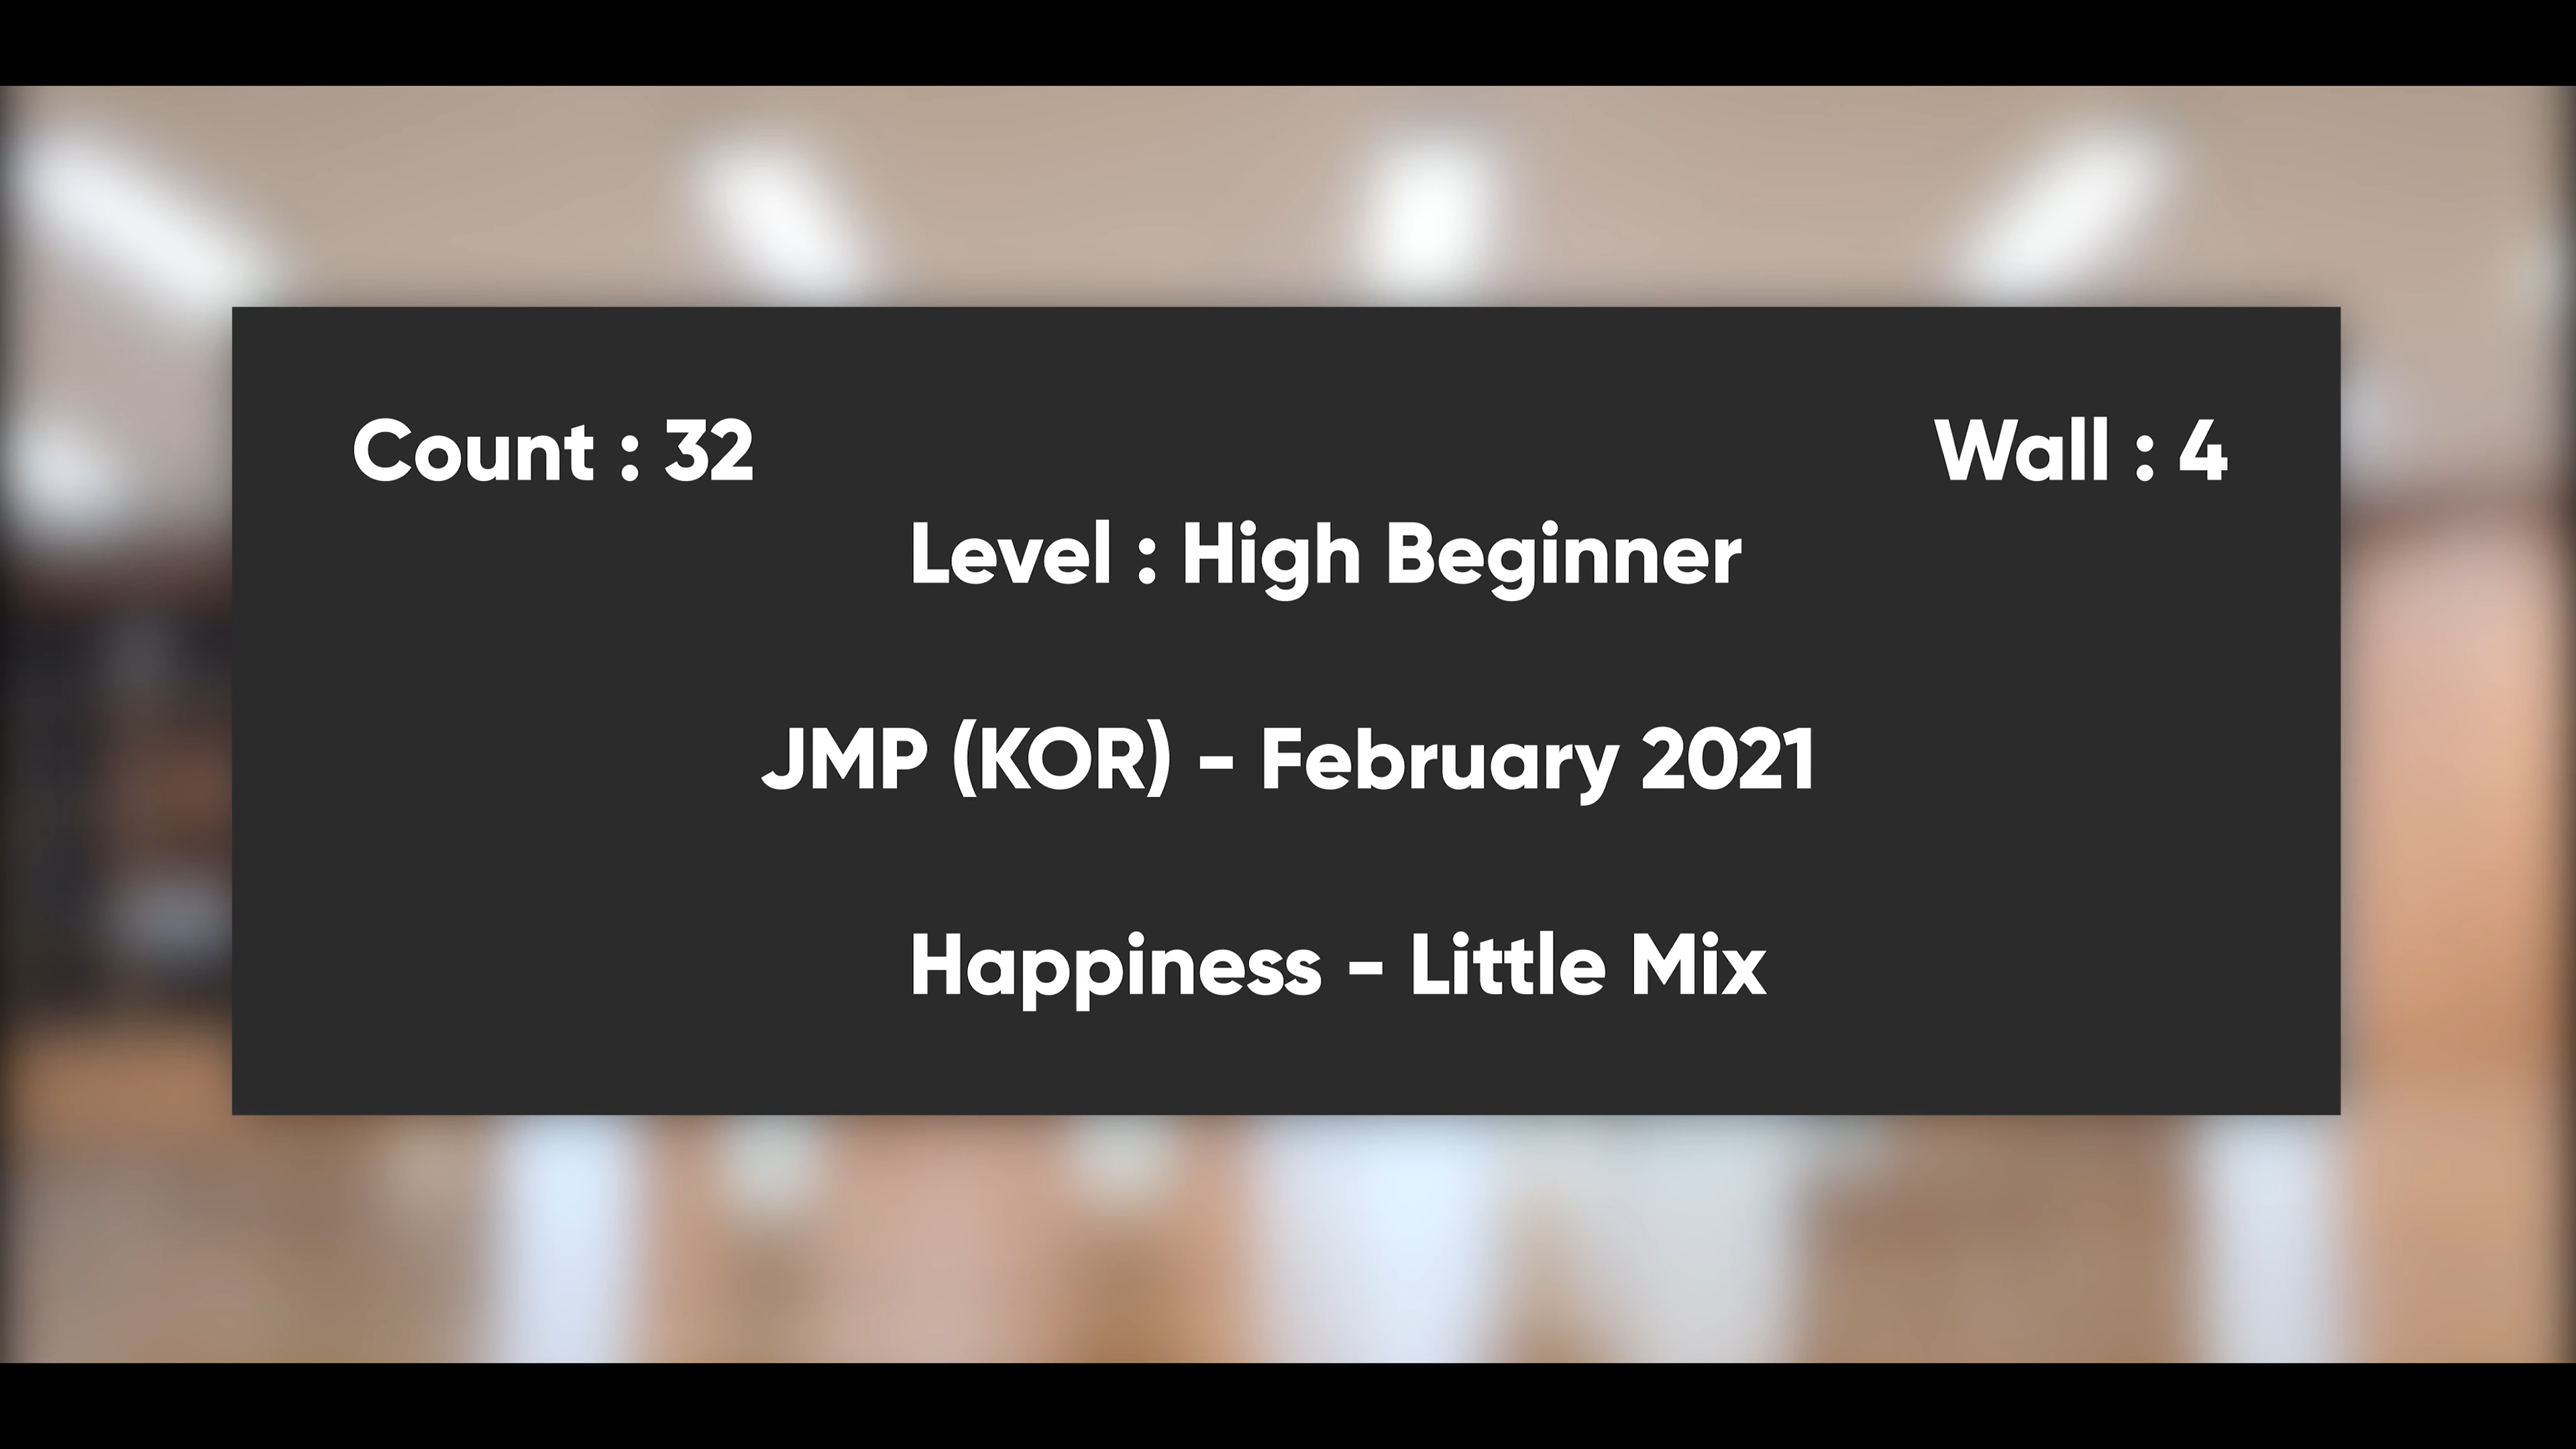 Count : 32 Wall : 4
Level : High Beginner
JMP (KOR) - February 2021
Happiness - Little Mix